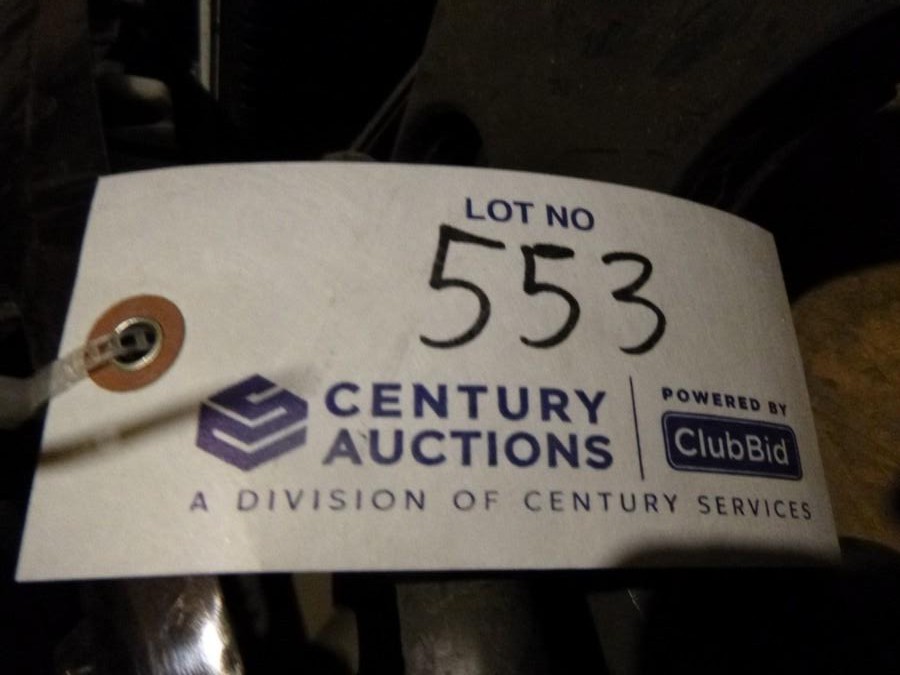 LOT NO
553
CENTURY
AUCTIONS
POWERED BY
ClubBid
A DIVISION OF CENTURY SERVICES